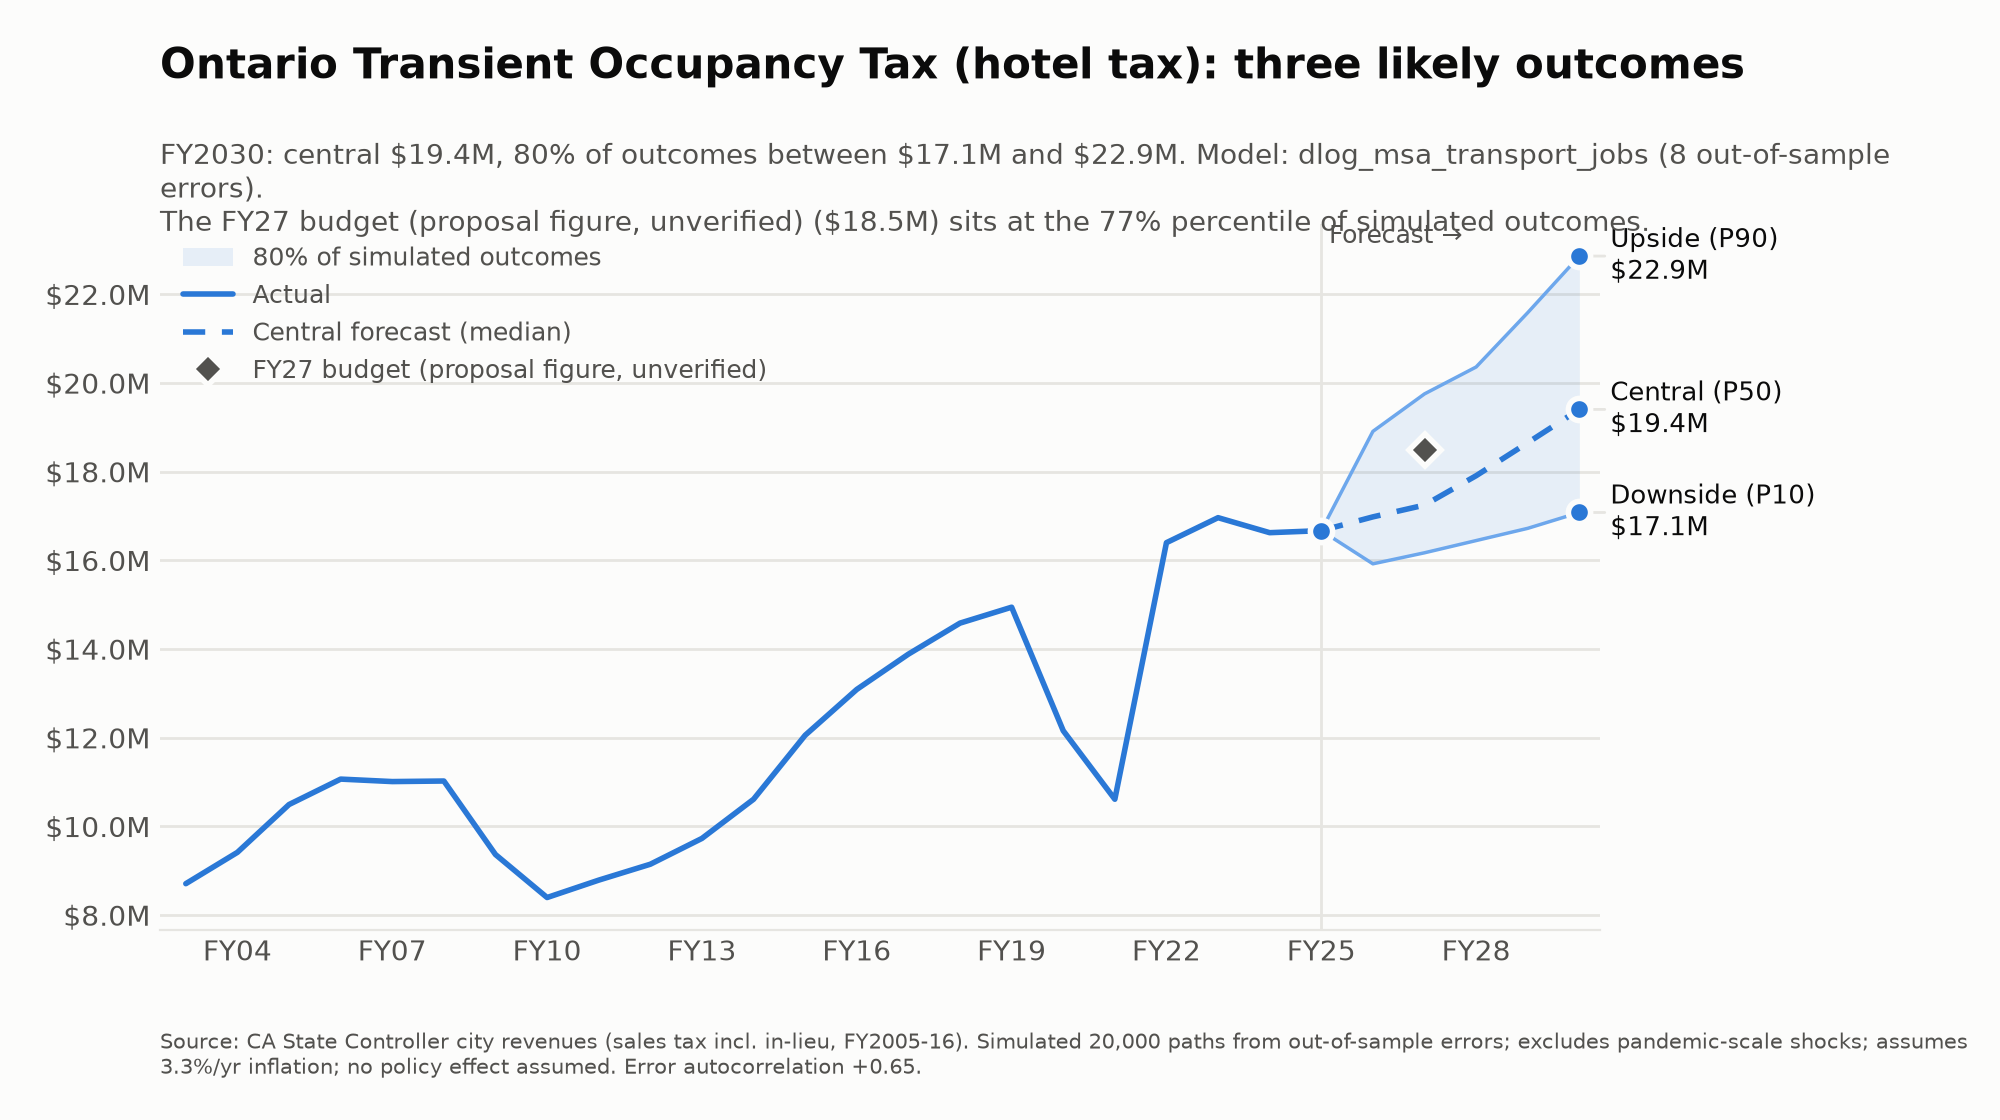 Ontario Transient Occupancy Tax (hotel tax): three likely outcomes
FY2030: central $19.4M, 80% of outcomes between $17.1M and $22.9M. Model: dlog_msa_transport_jobs (8 out-of-sample
errors).
The FY27 budget (proposal figure, unverified) ($18.5M) sits at the 77% percentile of simulated outcomes.
Forecast →
80% of simulated outcomes
Actual
Central forecast (median)
FY27 budget (proposal figure, unverified)
Upside (P90)
$22.9M
Central (P50)
$19.4M
Downside (P10)
$17.1M
$22.0M
$20.0M
$18.0M
$16.0M
$14.0M
$12.0M
$10.0M
$8.0M
FY04 FY07 FY10 FY13 FY16 FY19 FY22 FY25 FY28
Source: CA State Controller city revenues (sales tax incl. in-lieu, FY2005-16). Simulated 20,000 paths from out-of-sample errors; excludes pandemic-scale shocks; assumes
3.3%/yr inflation; no policy effect assumed. Error autocorrelation +0.65.